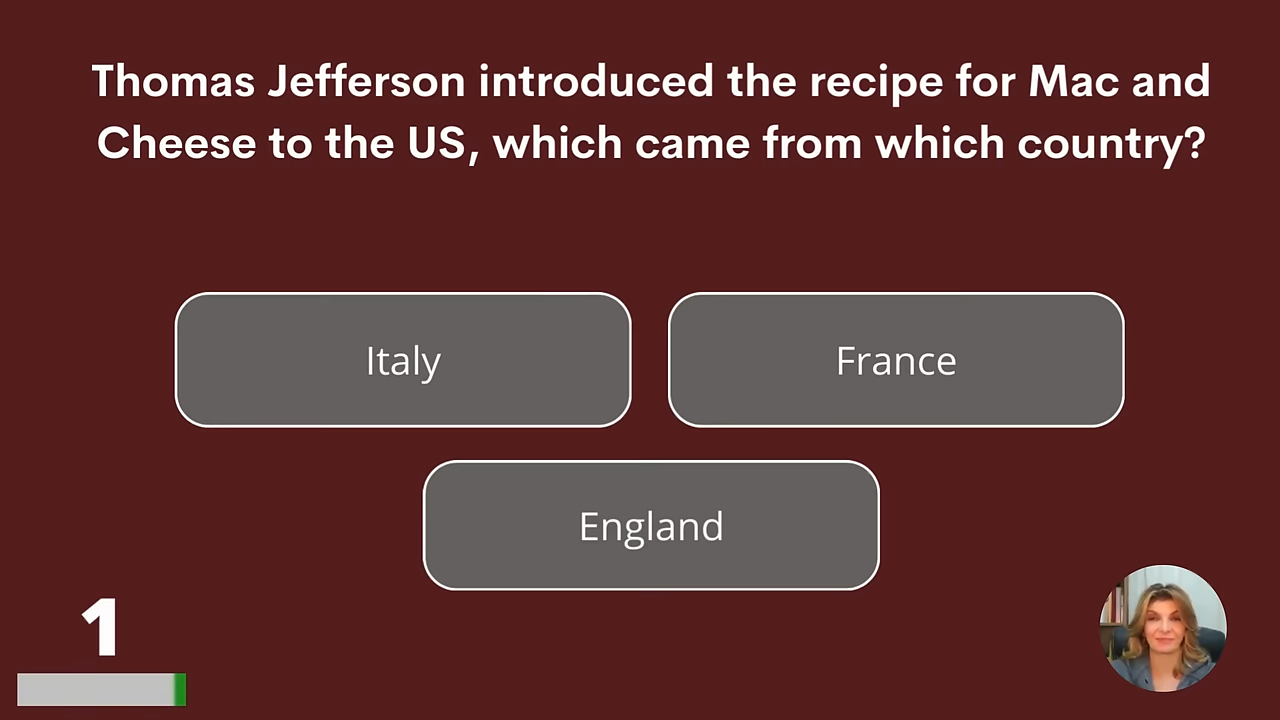 Thomas Jefferson introduced the recipe for Mac and
Cheese to the US, which came from which country?
Italy
France
England
1